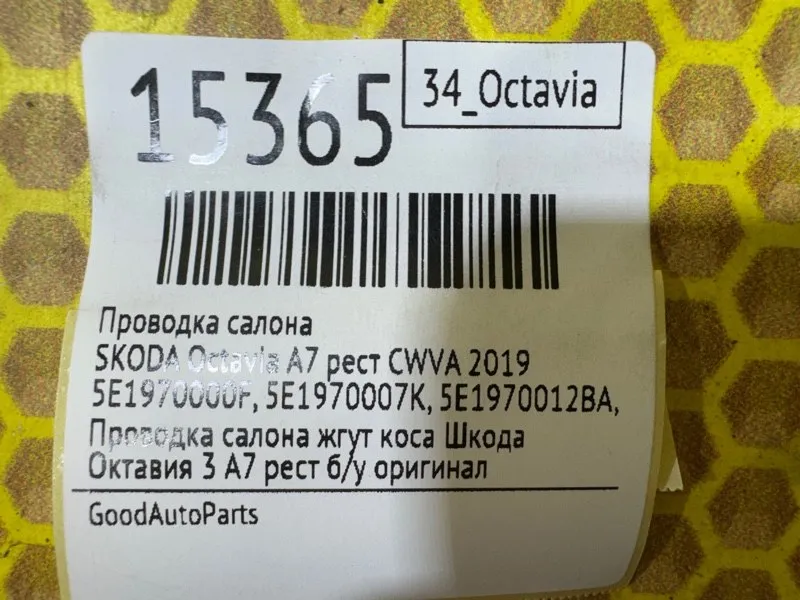 15365
34_Octavia
Проводка салона
SKODA Octavia A7 рест CWVA 2019
5E1970000F, 5E1970007K, 5E1970012BA,
Проводка салона жгут коса Шкода
Октавия 3 А7 рест б/у оригинал
GoodAutoParts